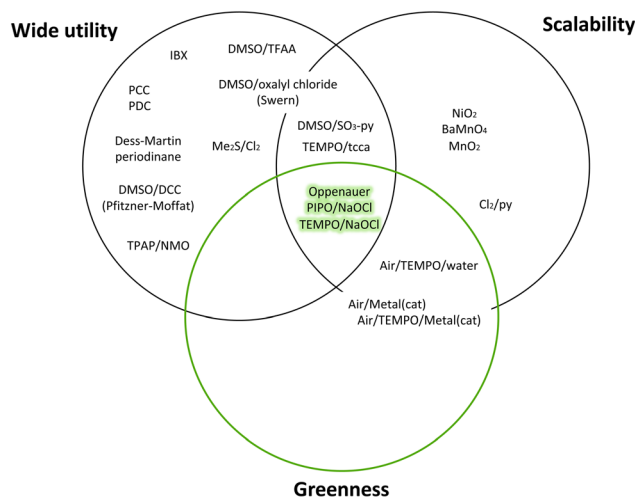 Wide utility
Scalability
IBX
DMSO/TFAA
PCC
PDC
DMSO/oxalyl chloride
(Swern)
NiO₂
BaMnO₄
MnO₂
Dess-Martin
periodinane
Me₂S/Cl₂
DMSO/SO₃-py
TEMPO/tcca
DMSO/DCC
(Pfitzner-Moffat)
Oppenauer
PIPO/NaOCl
TEMPO/NaOCl
Cl₂/py
TPAP/NMO
Air/TEMPO/water
Air/Metal(cat)
Air/TEMPO/Metal(cat)
Greenness